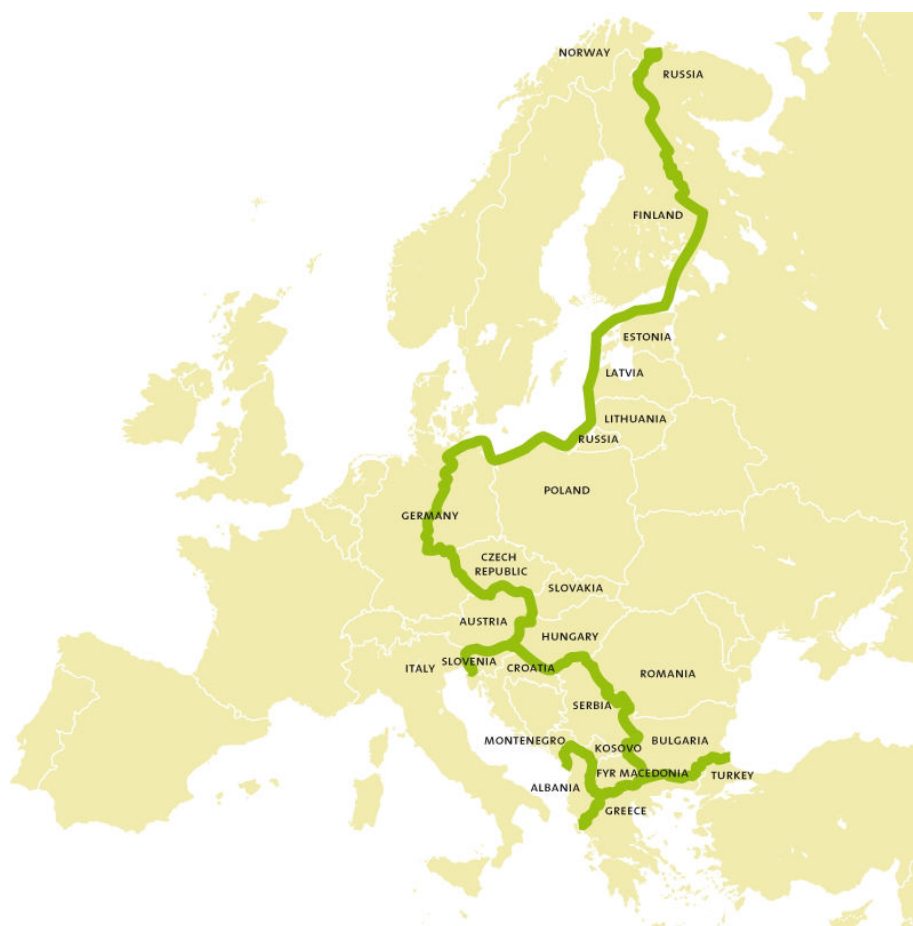 NORWAY
RUSSIA
FINLAND
ESTONIA
LATVIA
LITHUANIA
RUSSIA
POLAND
GERMANY
CZECH
REPUBLIC
SLOVAKIA
AUSTRIA
HUNGARY
ITALY
SLOVENIA
CROATIA
ROMANIA
SERBIA
MONTENEGRO
KOSOVO
BULGARIA
FYR MACEDONIA
TURKEY
ALBANIA
GREECE